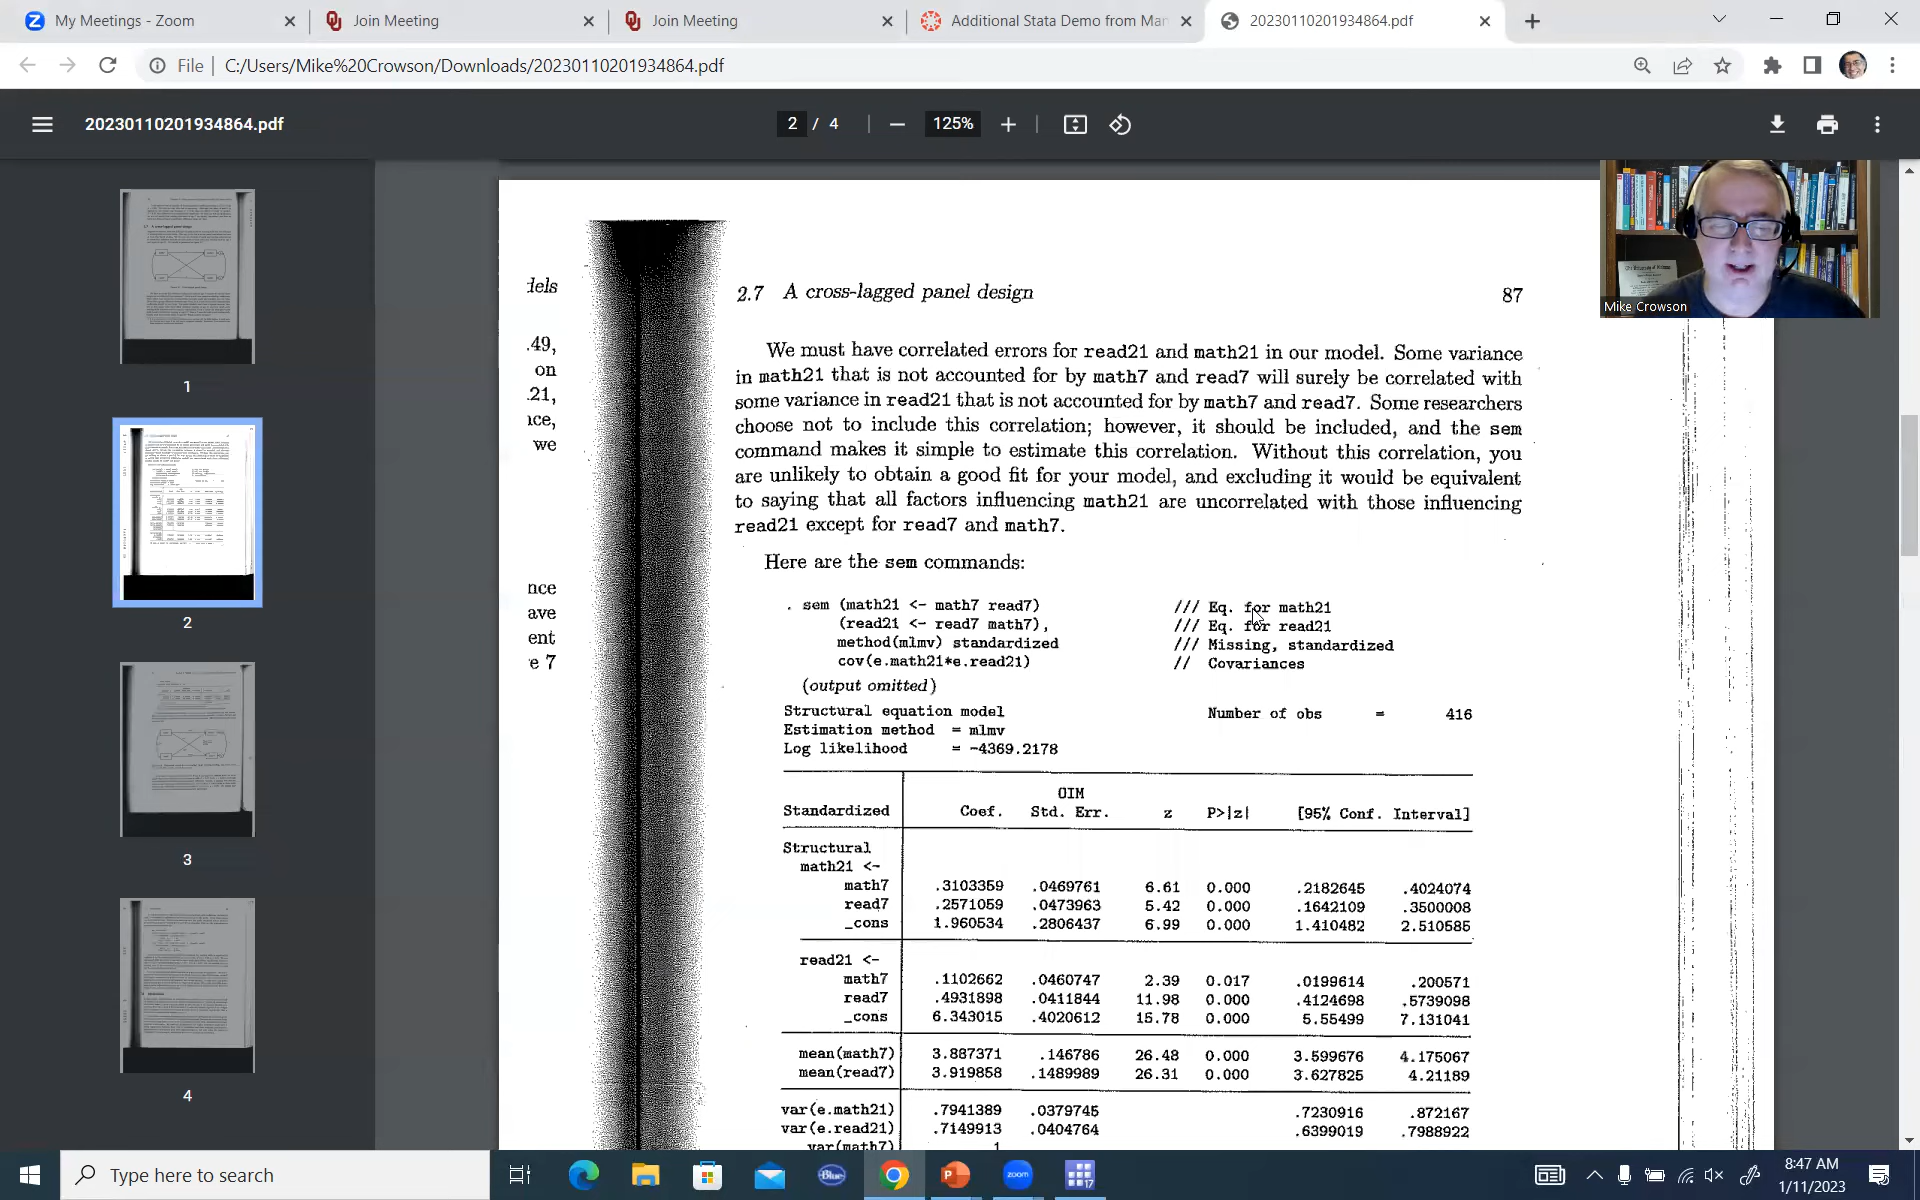 My Meetings - Zoom
Join Meeting
Join Meeting
Additional Stata Demo from Mar
20230110201934864.pdf
File
C:/Users/Mike%20Crowson/Downloads/20230110201934864.pdf
20230110201934864.pdf
2 / 4
125%
Mike Crowson
1
2
3
4
dels
.49,
on
.21,
ice,
we
nce
ave
ent
e 7
2.7 A cross-lagged panel design 87
We must have correlated errors for read21 and math21 in our model. Some variance
in math21 that is not accounted for by math7 and read7 will surely be correlated with
some variance in read21 that is not accounted for by math7 and read7. Some researchers
choose not to include this correlation; however, it should be included, and the sem
command makes it simple to estimate this correlation. Without this correlation, you
are unlikely to obtain a good fit for your model, and excluding it would be equivalent
to saying that all factors influencing math21 are uncorrelated with those influencing
read21 except for read7 and math7.
Here are the sem commands:
. sem (math21 <- math7 read7) /// Eq. for math21
(read21 <- read7 math7), /// Eq. for read21
method(mlmv) standardized /// Missing, standardized
cov(e.math21*e.read21) // Covariances
(output omitted)
Structural equation model Number of obs = 416
Estimation method = mlmv
Log likelihood = -4369.2178
OIM
Standardized Coef. Std. Err. z P>|z| [95% Conf. Interval]
Structural
math21 <-
math7 .3103359 .0469761 6.61 0.000 .2182645 .4024074
read7 .2571059 .0473963 5.42 0.000 .1642109 .3500008
_cons 1.960534 .2806437 6.99 0.000 1.410482 2.510585
read21 <-
math7 .1102662 .0460747 2.39 0.017 .0199614 .200571
read7 .4931898 .0411844 11.98 0.000 .4124698 .5739098
_cons 6.343015 .4020612 15.78 0.000 5.55499 7.131041
mean(math7) 3.887371 .146786 26.48 0.000 3.599676 4.175067
mean(read7) 3.919858 .1489989 26.31 0.000 3.627825 4.21189
var(e.math21) .7941389 .0379745 .7230916 .872167
var(e.read21) .7149913 .0404764 .6399019 .7988922
var(math7) 1
Type here to search
Blue
zoom
17
8:47 AM
1/11/2023